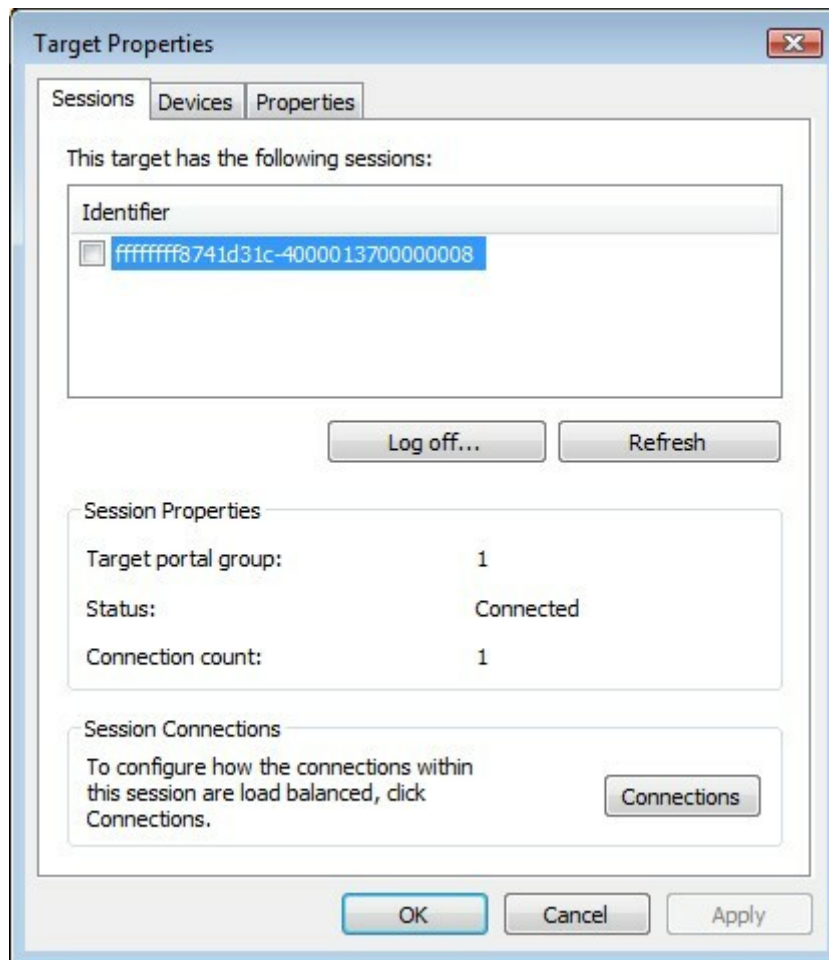 Target Properties
Sessions Devices Properties
This target has the following sessions:
Identifier
ffffffff8741d31c-4000013700000008
Log off... Refresh
Session Properties
Target portal group: 1
Status: Connected
Connection count: 1
Session Connections
To configure how the connections within
this session are load balanced, click
Connections.
Connections
OK Cancel Apply